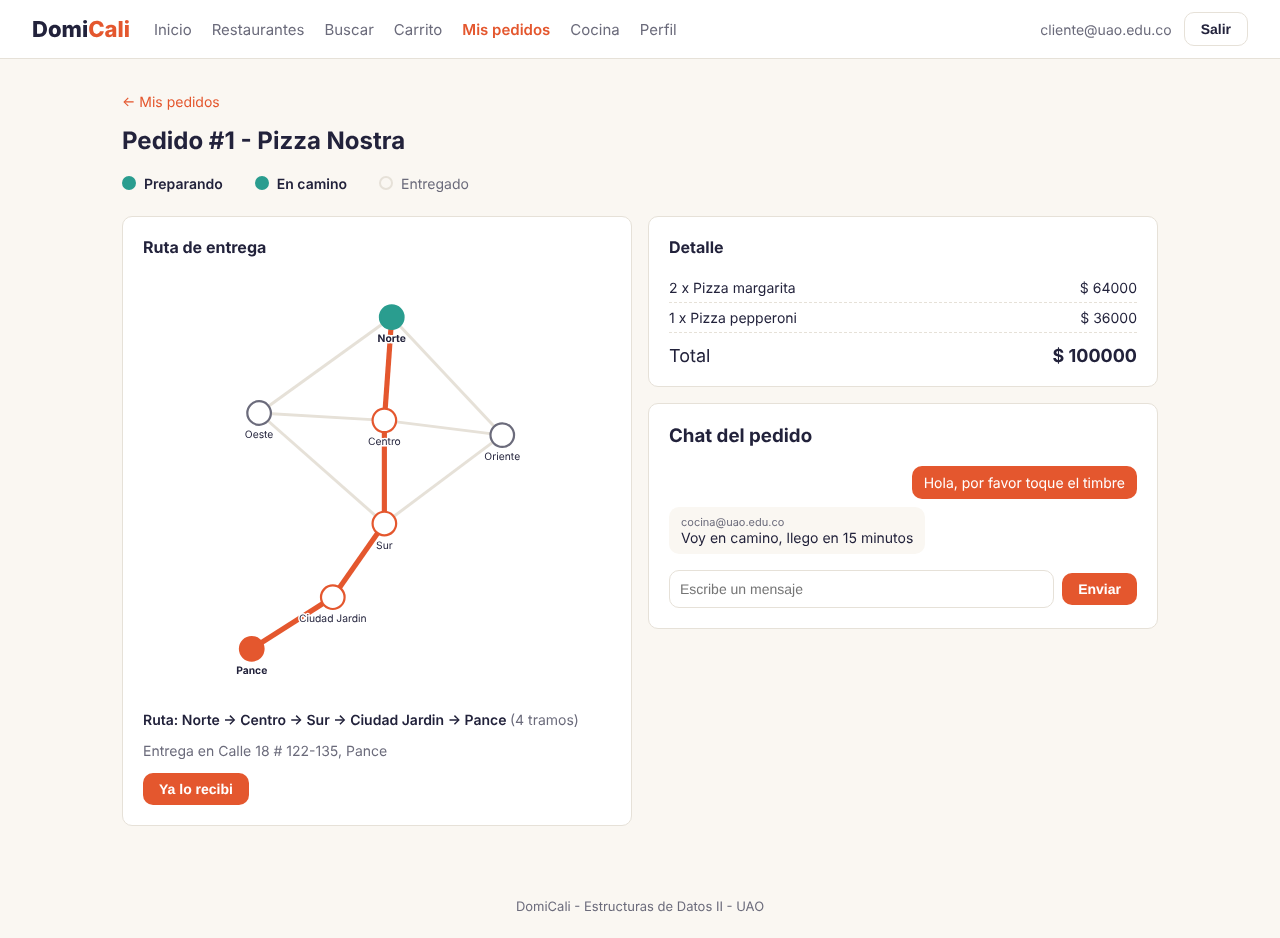 DomiCali Inicio Restaurantes Buscar Carrito Mis pedidos Cocina Perfil cliente@uao.edu.co Salir
← Mis pedidos
Pedido #1 - Pizza Nostra
Preparando En camino Entregado
Ruta de entrega
Norte
Oeste
Centro
Oriente
Sur
Ciudad Jardin
Pance
Ruta: Norte → Centro → Sur → Ciudad Jardin → Pance (4 tramos)
Entrega en Calle 18 # 122-135, Pance
Ya lo recibi
Detalle
2 x Pizza margarita $ 64000
1 x Pizza pepperoni $ 36000
Total $ 100000
Chat del pedido
Hola, por favor toque el timbre
cocina@uao.edu.co
Voy en camino, llego en 15 minutos
Escribe un mensaje Enviar
DomiCali - Estructuras de Datos II - UAO